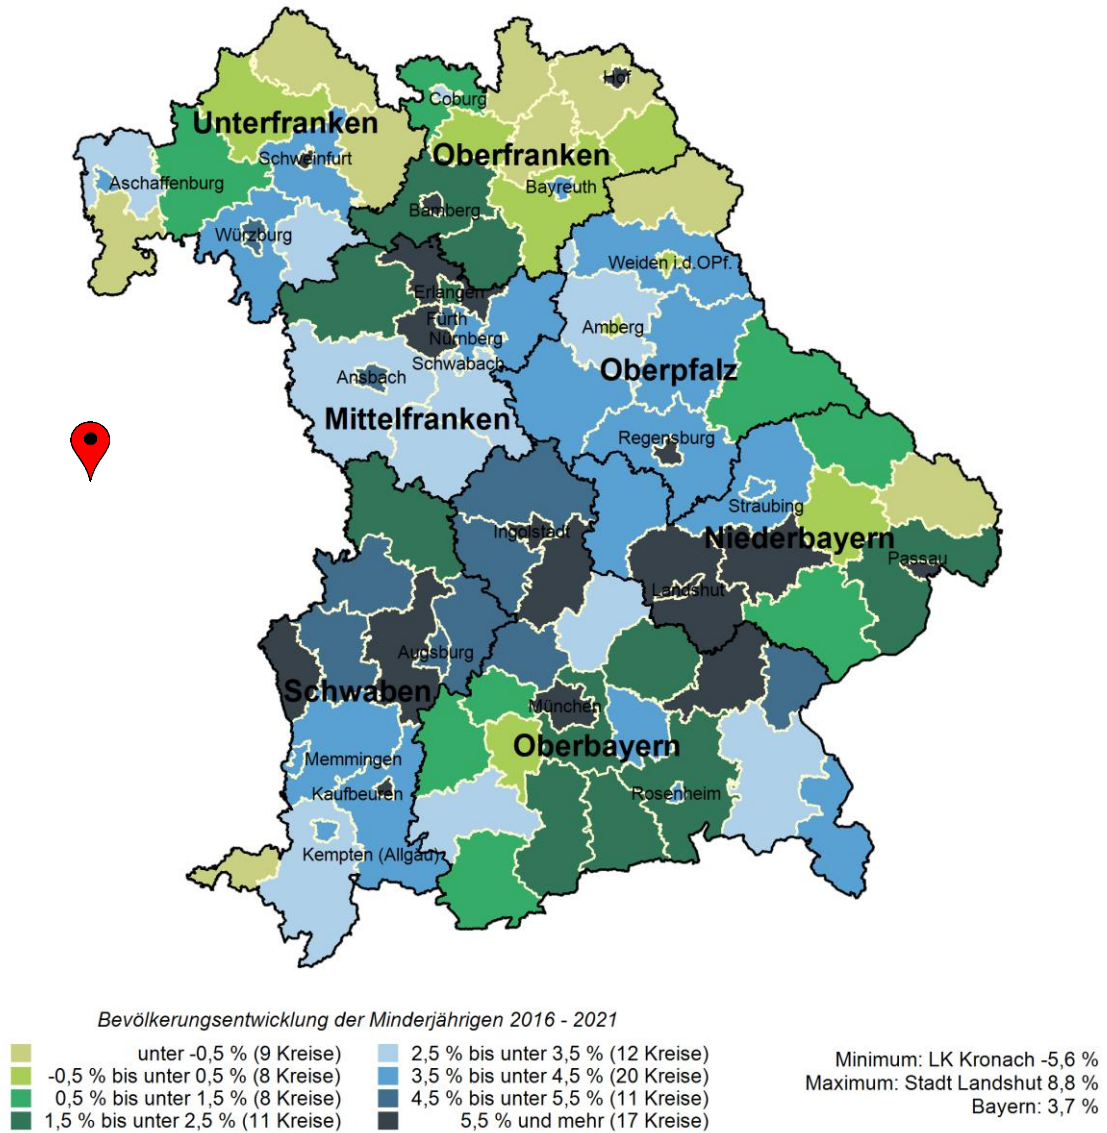 Hof
Coburg
Unterfranken
Schweinfurt
Oberfranken
Aschaffenburg
Bayreuth
Bamberg
Würzburg
Weiden i.d.OPf.
Erlangen
Fürth
Amberg
Nürnberg
Schwabach
Oberpfalz
Ansbach
Mittelfranken
Regensburg
Straubing
Ingolstadt
Niederbayern
Passau
Landshut
Augsburg
Schwaben
München
Oberbayern
Memmingen
Kaufbeuren
Rosenheim
Kempten (Allgäu)
Bevölkerungsentwicklung der Minderjährigen 2016 - 2021
unter -0,5 % (9 Kreise)
-0,5 % bis unter 0,5 % (8 Kreise)
0,5 % bis unter 1,5 % (8 Kreise)
1,5 % bis unter 2,5 % (11 Kreise)
2,5 % bis unter 3,5 % (12 Kreise)
3,5 % bis unter 4,5 % (20 Kreise)
4,5 % bis unter 5,5 % (11 Kreise)
5,5 % und mehr (17 Kreise)
Minimum: LK Kronach -5,6 %
Maximum: Stadt Landshut 8,8 %
Bayern: 3,7 %